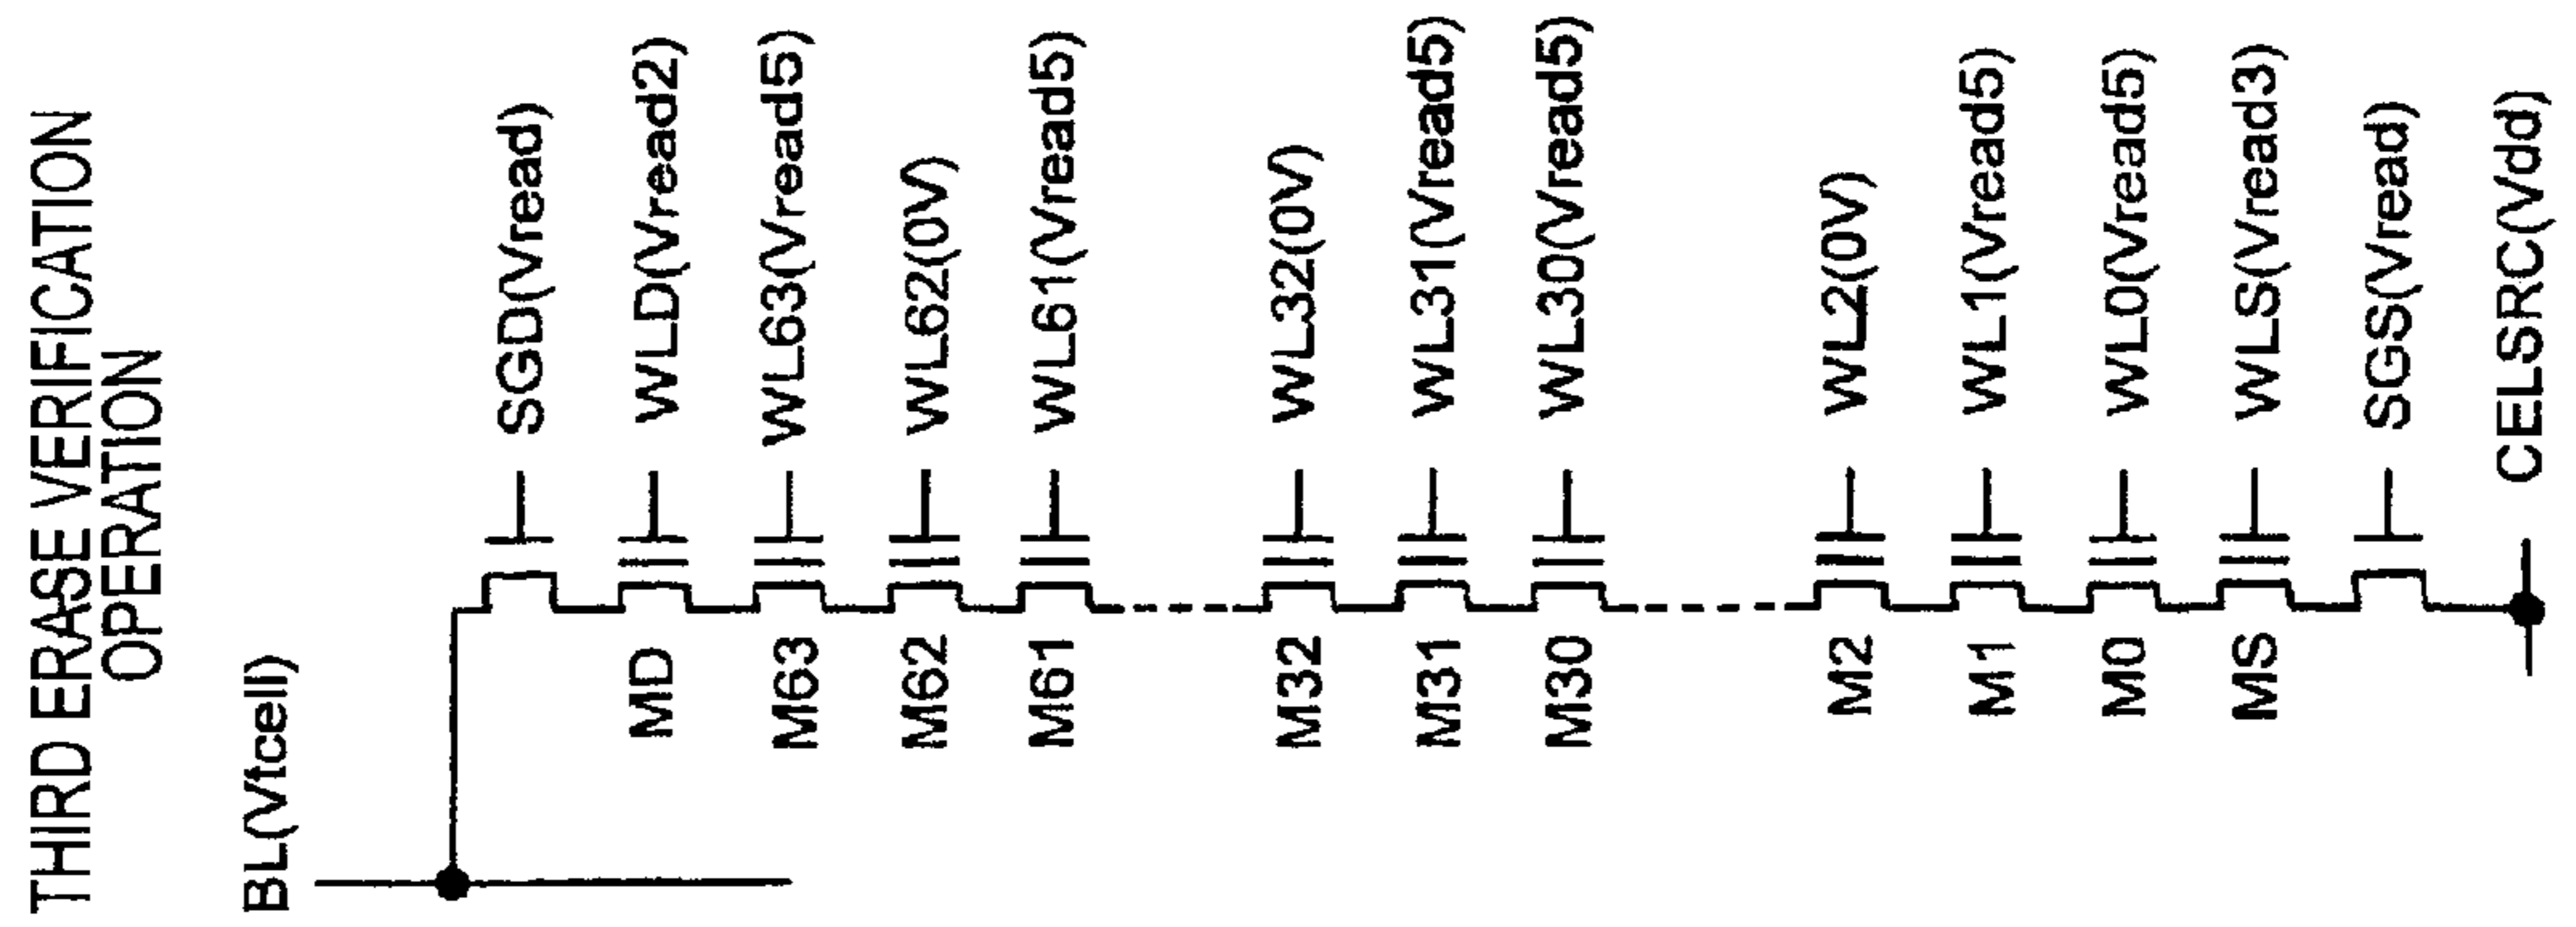 THIRD ERASE VERIFICATION
OPERATION
BL(Vtcell)
SGD(Vread)
MD
WLD(Vread2)
M63
WL63(Vread5)
M62
WL62(0V)
M61
WL61(Vread5)
M32
WL32(0V)
M31
WL31(Vread5)
M30
WL30(Vread5)
M2
WL2(0V)
M1
WL1(Vread5)
M0
WL0(Vread5)
MS
WLS(Vread3)
SGS(Vread)
CELSRC(Vdd)